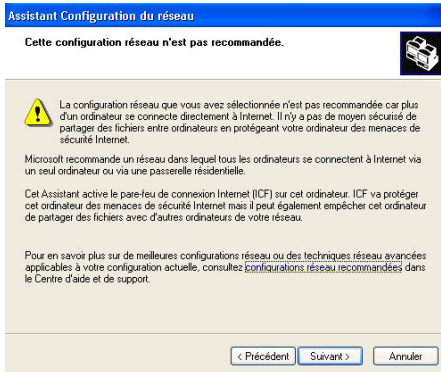 Assistant Configuration du réseau
Cette configuration réseau n'est pas recommandée.
La configuration réseau que vous avez sélectionnée n'est pas recommandée car plus
d'un ordinateur se connecte directement à Internet. Il n'y a pas de moyen sécurisé de
partager des fichiers entre ordinateurs en protégeant votre ordinateur des menaces de
sécurité Internet.
Microsoft recommande un réseau dans lequel tous les ordinateurs se connectent à Internet via
un seul ordinateur ou via une passerelle résidentielle.
Cet Assistant active le pare-feu de connexion Internet (ICF) sur cet ordinateur. ICF va protéger
cet ordinateur des menaces de sécurité Internet mais il peut également empêcher cet ordinateur
de partager des fichiers avec d'autres ordinateurs de votre réseau.
Pour en savoir plus sur de meilleures configurations réseau ou des techniques réseau avancées
applicables à votre configuration actuelle, consultez configurations réseau recommandées dans
le Centre d'aide et de support.
< Précédent Suivant > Annuler